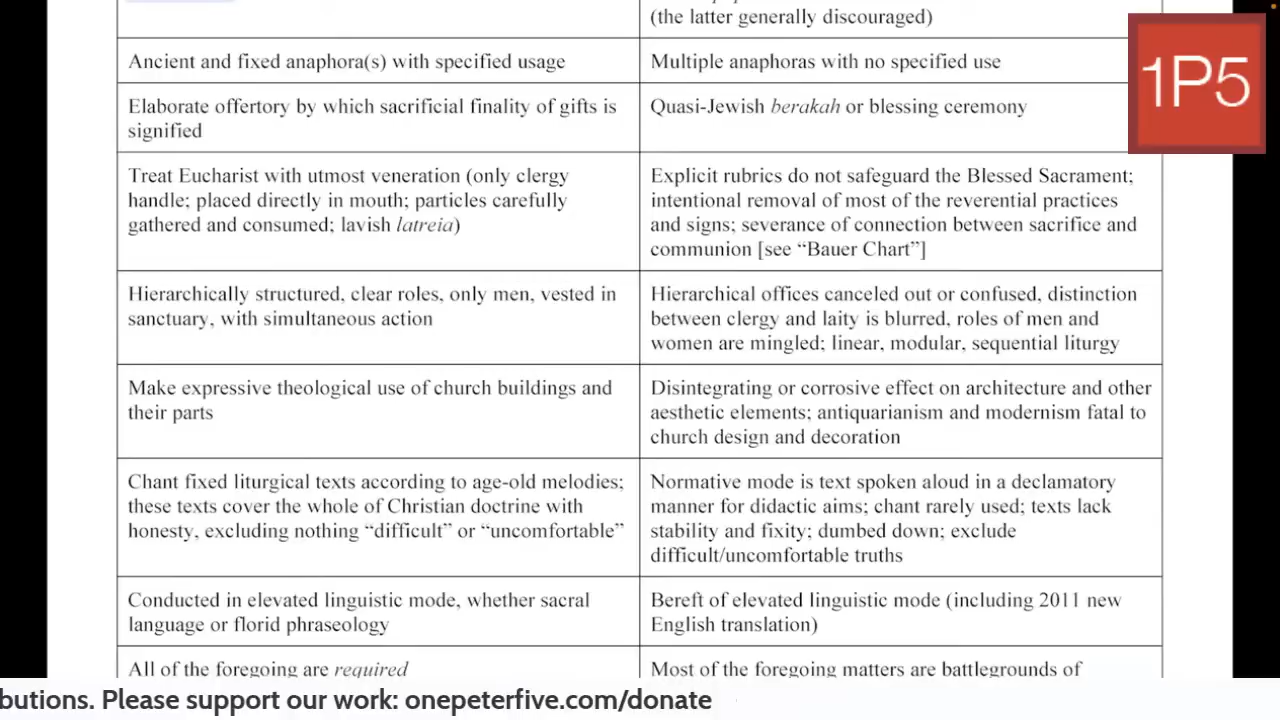 (the latter generally discouraged)
1P5
Ancient and fixed anaphora(s) with specified usage
Multiple anaphoras with no specified use
Elaborate offertory by which sacrificial finality of gifts is
signified
Quasi-Jewish berakah or blessing ceremony
Treat Eucharist with utmost veneration (only clergy
handle; placed directly in mouth; particles carefully
gathered and consumed; lavish latreia)
Explicit rubrics do not safeguard the Blessed Sacrament;
intentional removal of most of the reverential practices
and signs; severance of connection between sacrifice and
communion [see “Bauer Chart”]
Hierarchically structured, clear roles, only men, vested in
sanctuary, with simultaneous action
Hierarchical offices canceled out or confused, distinction
between clergy and laity is blurred, roles of men and
women are mingled; linear, modular, sequential liturgy
Make expressive theological use of church buildings and
their parts
Disintegrating or corrosive effect on architecture and other
aesthetic elements; antiquarianism and modernism fatal to
church design and decoration
Chant fixed liturgical texts according to age-old melodies;
these texts cover the whole of Christian doctrine with
honesty, excluding nothing “difficult” or “uncomfortable”
Normative mode is text spoken aloud in a declamatory
manner for didactic aims; chant rarely used; texts lack
stability and fixity; dumbed down; exclude
difficult/uncomfortable truths
Conducted in elevated linguistic mode, whether sacral
language or florid phraseology
Bereft of elevated linguistic mode (including 2011 new
English translation)
All of the foregoing are required
Most of the foregoing matters are battlegrounds of
butions. Please support our work: onepeterfive.com/donate